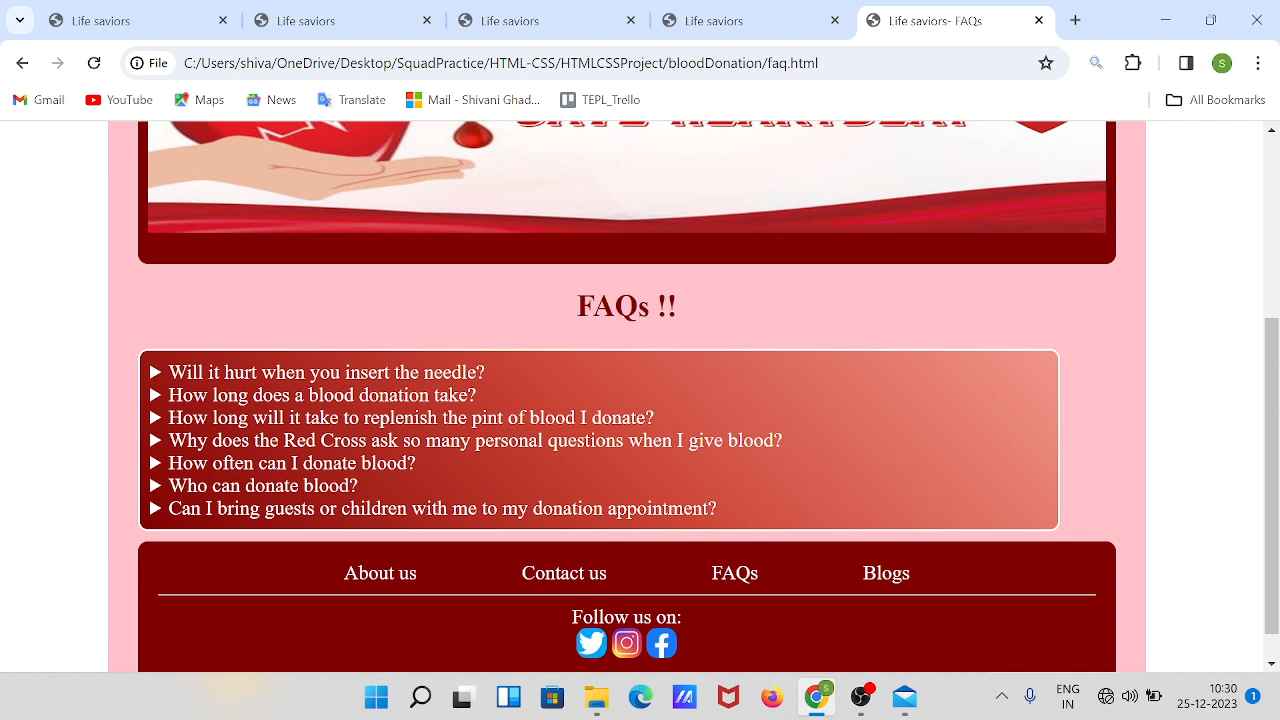 Life saviors
Life saviors
Life saviors
Life saviors
Life saviors- FAQs
File
C:/Users/shiva/OneDrive/Desktop/SquadPractice/HTML-CSS/HTMLCSSProject/bloodDonation/faq.html
S
Gmail
YouTube
Maps
News
Translate
Mail - Shivani Ghad...
TEPL_Trello
All Bookmarks
FAQs !!
Will it hurt when you insert the needle?
How long does a blood donation take?
How long will it take to replenish the pint of blood I donate?
Why does the Red Cross ask so many personal questions when I give blood?
How often can I donate blood?
Who can donate blood?
Can I bring guests or children with me to my donation appointment?
About us
Contact us
FAQs
Blogs
Follow us on:
ENG
IN
10:30
25-12-2023
1